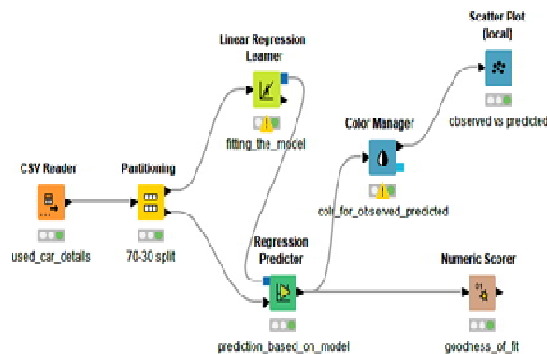 Scatter Plot
(local)
Linear Regression
Learner
observed vs predicted
Color Manager
fitting_the_model
CSV Reader
Partitioning
colr_for_observed_predicted
used_car_details
70-30 split
Regression
Predictor
Numeric Scorer
prediction_based_on_model
goodness_of_fit